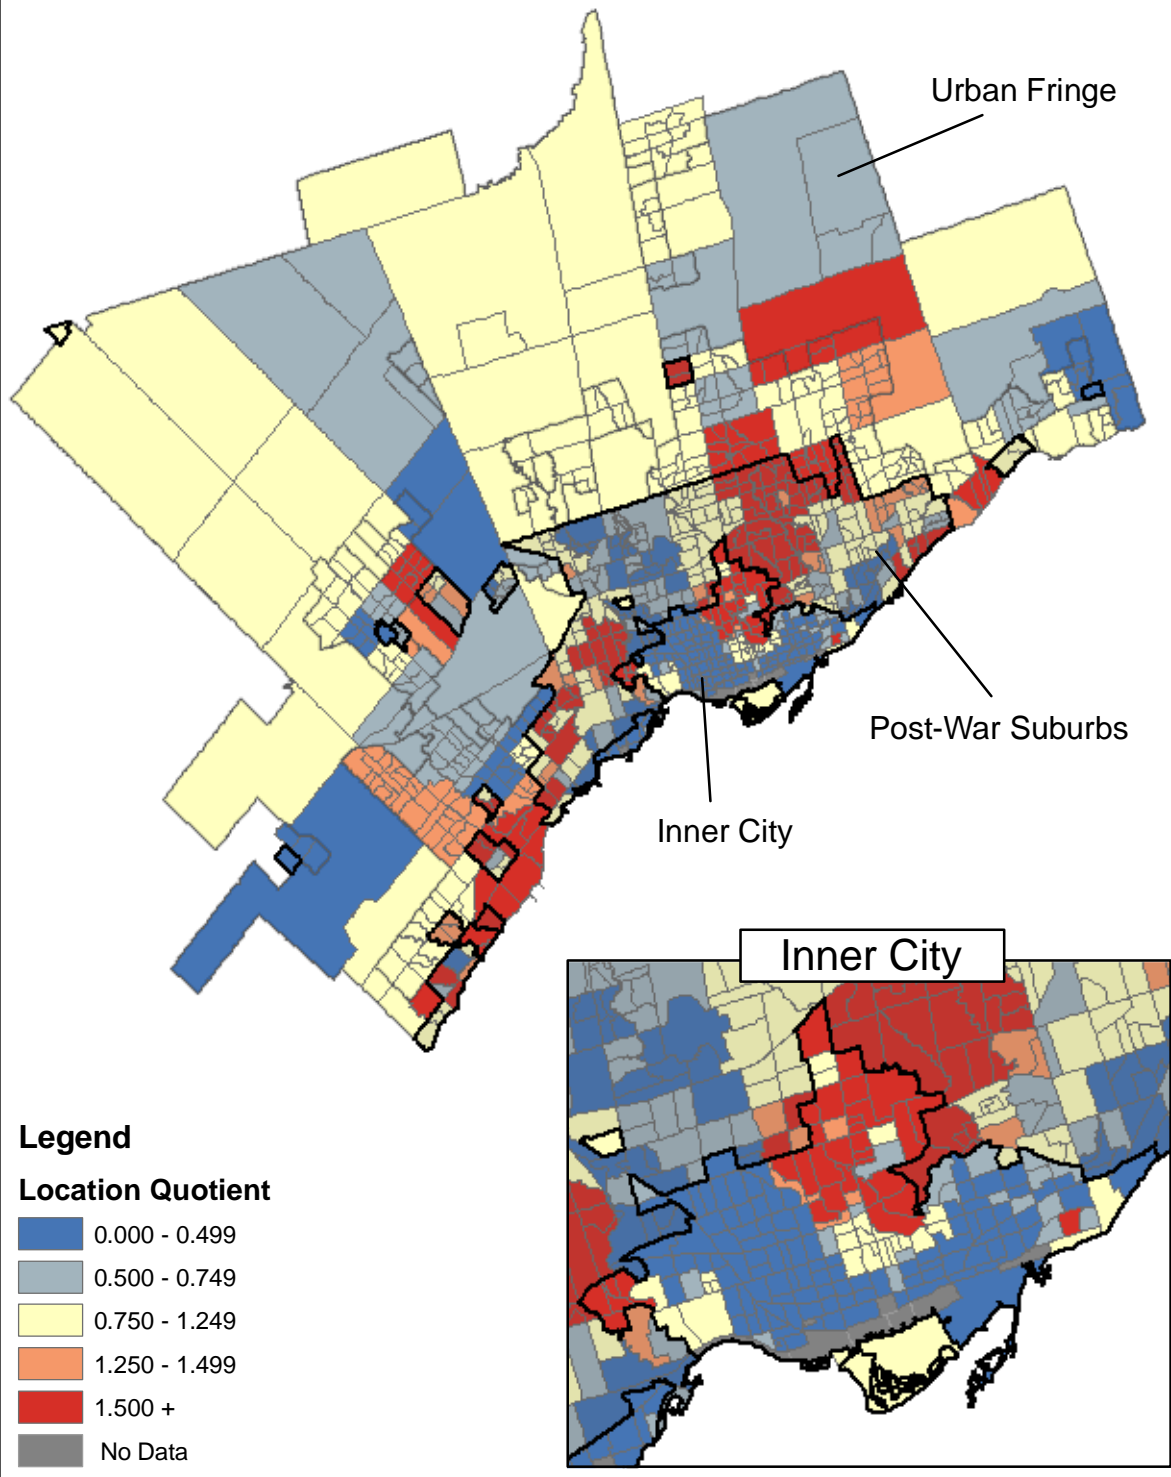 Urban Fringe
Post-War Suburbs
Inner City
Inner City
Legend
Location Quotient
0.000 - 0.499
0.500 - 0.749
0.750 - 1.249
1.250 - 1.499
1.500 +
No Data